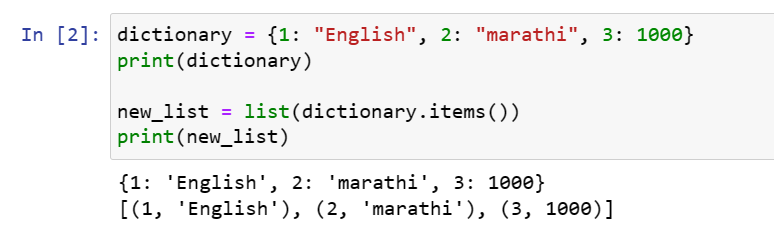 In [2]: dictionary = {1: "English", 2: "marathi", 3: 1000}
print(dictionary)
new_list = list(dictionary.items())
print(new_list)
{1: 'English', 2: 'marathi', 3: 1000}
[(1, 'English'), (2, 'marathi'), (3, 1000)]